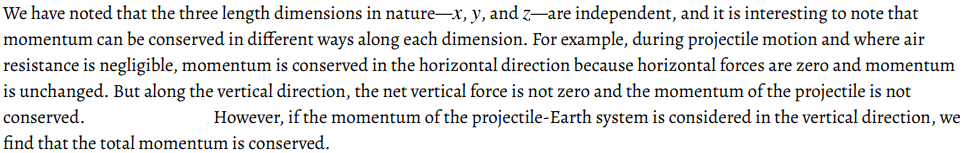 We have noted that the three length dimensions in nature—x, y, and z—are independent, and it is interesting to note that
momentum can be conserved in different ways along each dimension. For example, during projectile motion and where air
resistance is negligible, momentum is conserved in the horizontal direction because horizontal forces are zero and momentum
is unchanged. But along the vertical direction, the net vertical force is not zero and the momentum of the projectile is not
conserved. However, if the momentum of the projectile-Earth system is considered in the vertical direction, we
find that the total momentum is conserved.